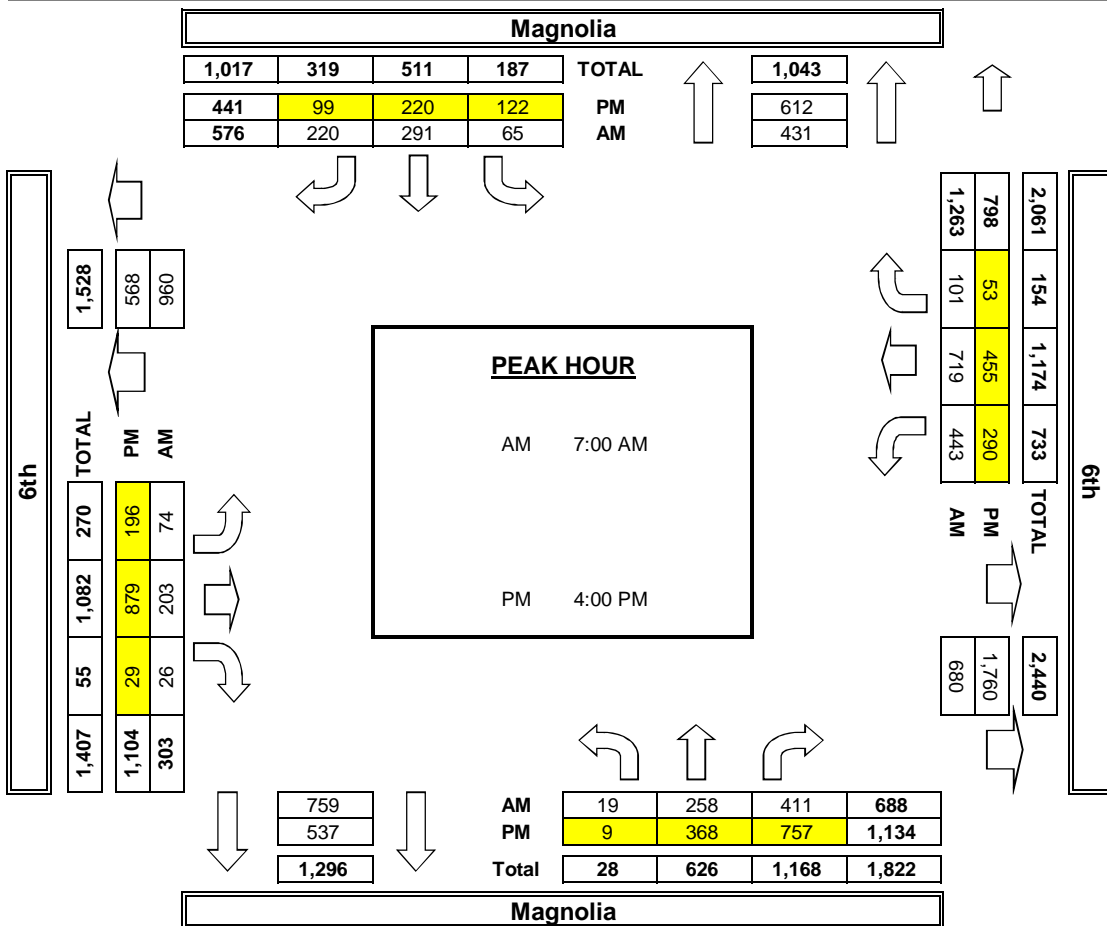 Magnolia
1,017 319 511 187 TOTAL 1,043
441 99 220 122 PM 612
576 220 291 65 AM 431
6th
1,528
568
960
TOTAL
PM
AM
270 1,082 55 1,407
196 879 29 1,104
74 203 26 303
PEAK HOUR
AM 7:00 AM
PM 4:00 PM
2,061 154 1,174 733 TOTAL
798 53 455 290 PM
1,263 101 719 443 AM
2,440
1,760
680
6th
759 AM 19 258 411 688
537 PM 9 368 757 1,134
1,296 Total 28 626 1,168 1,822
Magnolia